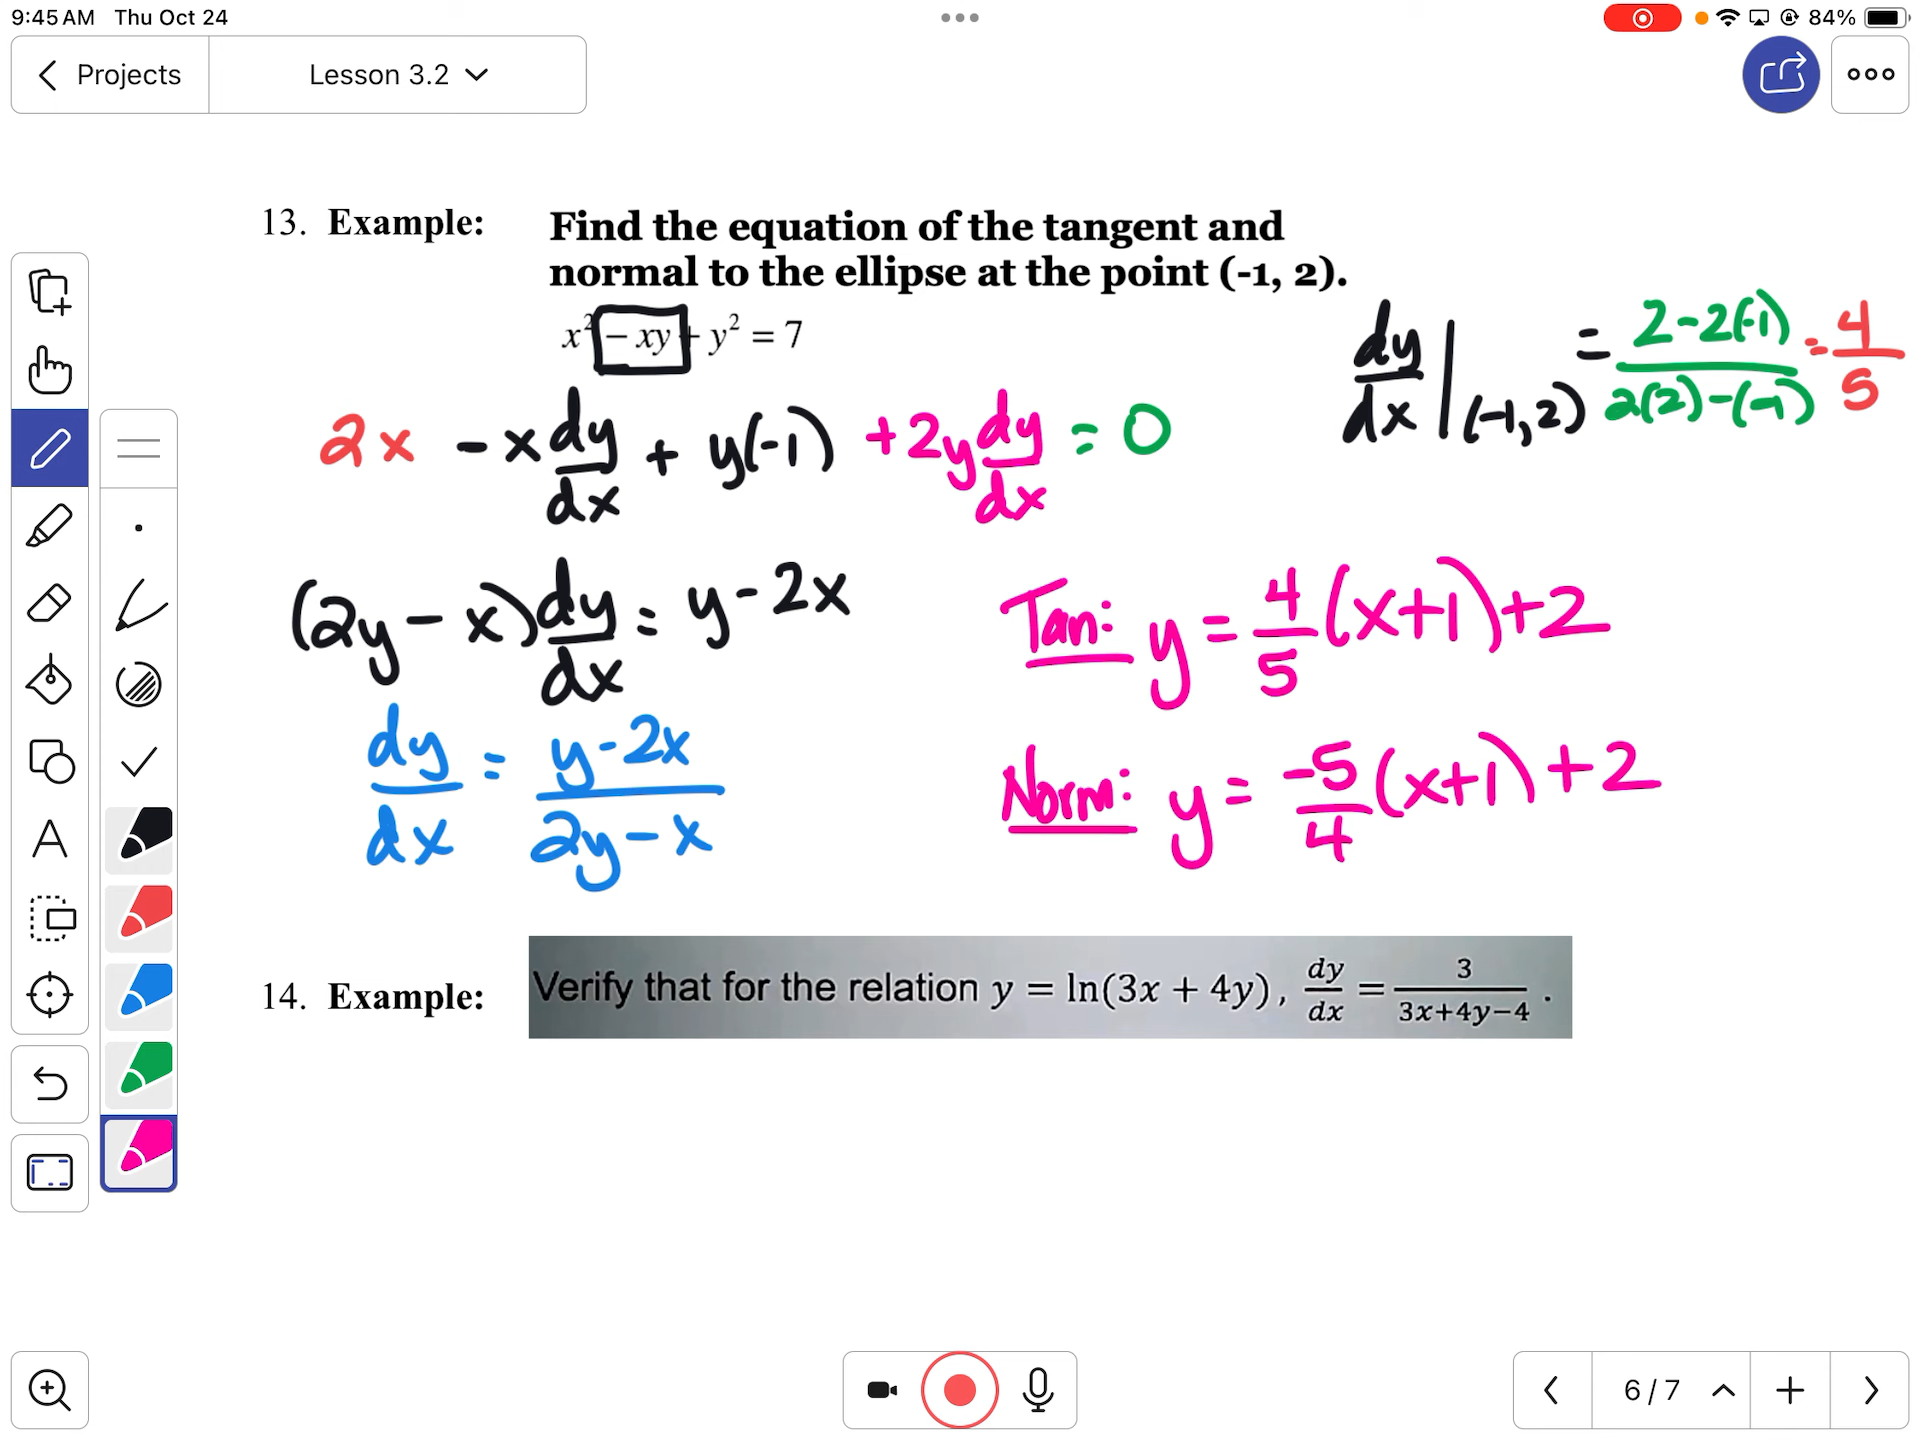 9:45 AM Thu Oct 24
84%
Projects
Lesson 3.2
13. Example: Find the equation of the tangent and
normal to the ellipse at the point (-1, 2).
x² − xy + y² = 7
dy/dx |(-1,2) = 2-2(-1)/2(2)-(-1) = 4/5
2x - x dy/dx + y(-1) + 2y dy/dx = 0
(2y - x) dy/dx = y - 2x
Tan: y = 4/5 (x+1)+2
dy/dx = y-2x/2y-x
Norm: y = -5/4 (x+1)+2
14. Example: Verify that for the relation y = ln(3x + 4y), dy/dx = 3/3x+4y−4 .
A
6 / 7